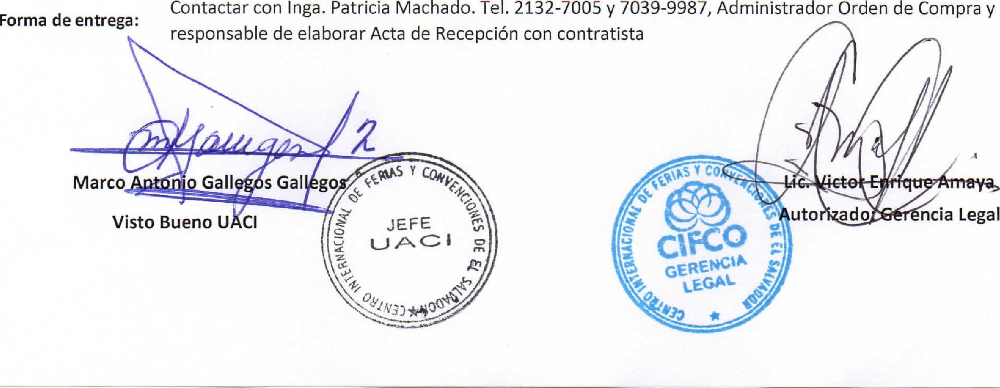 Contactar con Inga. Patricia Machado. Tel. 2132-7005 y 7039-9987, Administrador Orden de Compra y
Forma de entrega:
responsable de elaborar Acta de Recepción con contratista
Marco Antonio Gallegos Gallegos
Visto Bueno UACI
CENTRO INTERNACIONAL DE FERIAS Y CONVENCIONES DE EL SALVADOR
JEFE
UACI
Lic. Victor Enrique Amaya
Autorizado: Gerencia Legal
CENTRO INTERNACIONAL DE FERIAS Y CONVENCIONES DE EL SALVADOR
CIFCO
GERENCIA
LEGAL